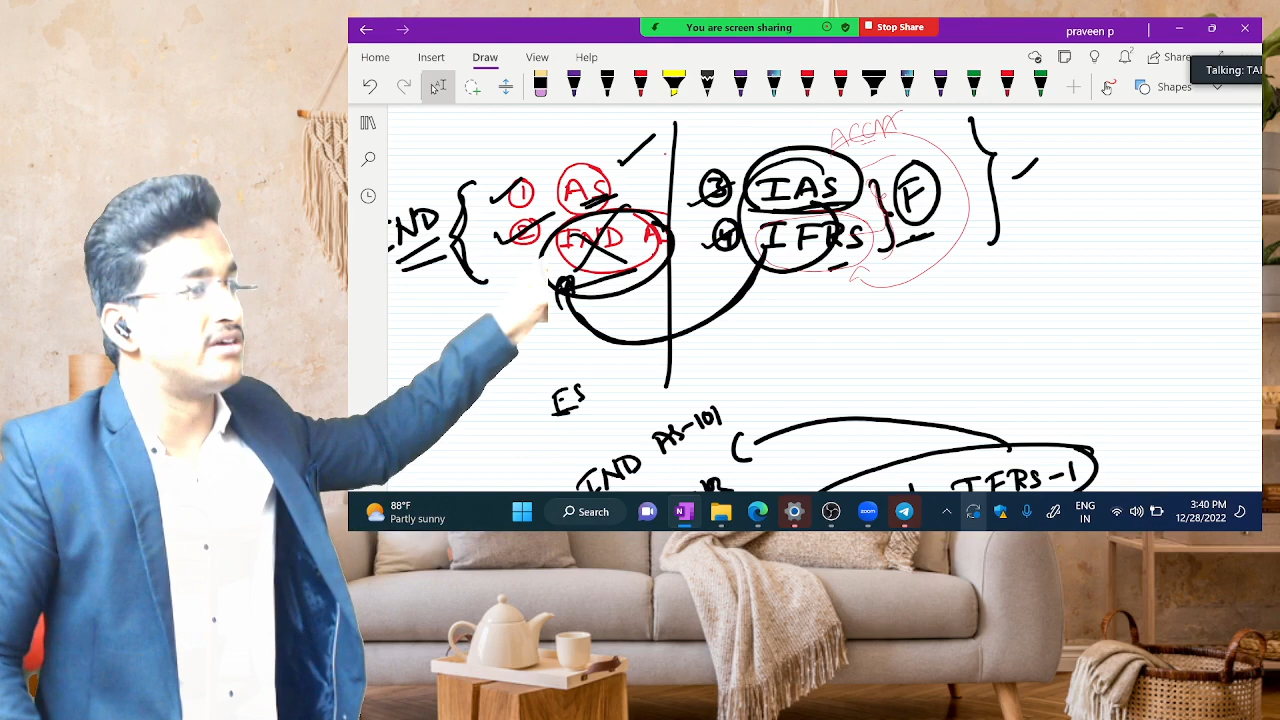 You are screen sharing
Stop Share
praveen p
Home Insert Draw View Help
Share
Talking: TA
Shapes
ACCA
1 AS
3 IAS
F
IND
2 IND A
4 IFRS
ES
AS-101
IND
IFRS-1
88°F
Partly sunny
Search
ENG
IN
3:40 PM
12/28/2022